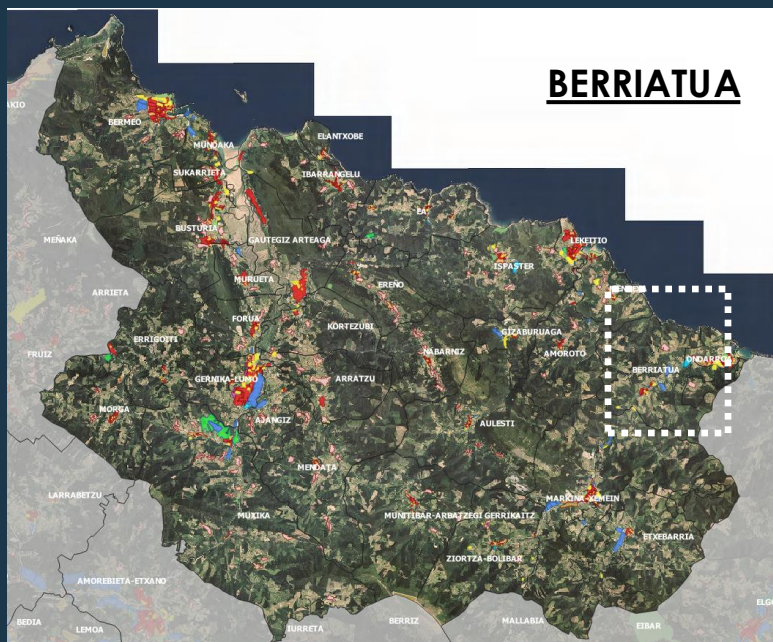 BERRIATUA
AKIO
BERMEO
ELANTXOBE
MUNDAKA
SUKARRIETA
IBARRANGELU
EA
BUSTURIA
MEÑAKA
GAUTEGIZ ARTEAGA
LEKEITIO
ISPASTER
MURUETA
EREÑO
ARRIETA
FORUA
KORTEZUBI
GIZABURUAGA
ERRIGOITI
AMOROTO
FRUIZ
NABARNIZ
ONDARROA
BERRIATUA
GERNIKA-LUMO
ARRATZU
MORGA
AJANGIZ
AULESTI
MENDATA
LARRABETZU
MARKINA-XEMEIN
MUXIKA
MUNITIBAR-ARBATZEGI GERRIKAITZ
ETXEBARRIA
ZIORTZA-BOLIBAR
AMOREBIETA-ETXANO
BEDIA
LEMOA
IURRETA
BERRIZ
MALLABIA
EIBAR
ELG